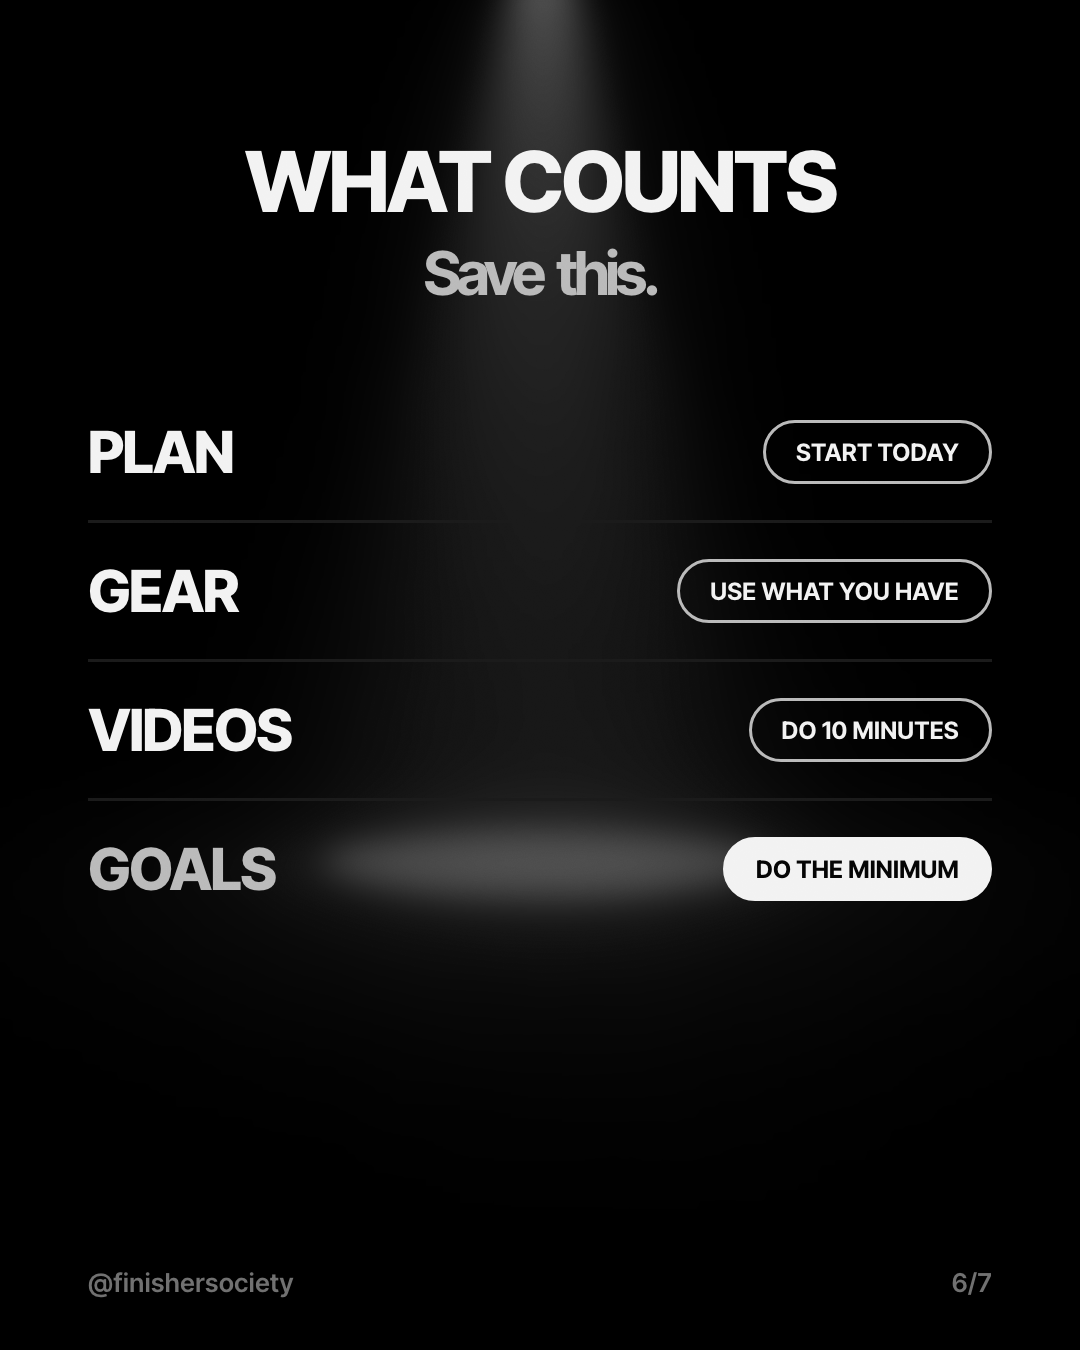 WHAT COUNTS
Save this.
PLAN
START TODAY
GEAR
USE WHAT YOU HAVE
VIDEOS
DO 10 MINUTES
GOALS
DO THE MINIMUM
@finishersociety
6/7